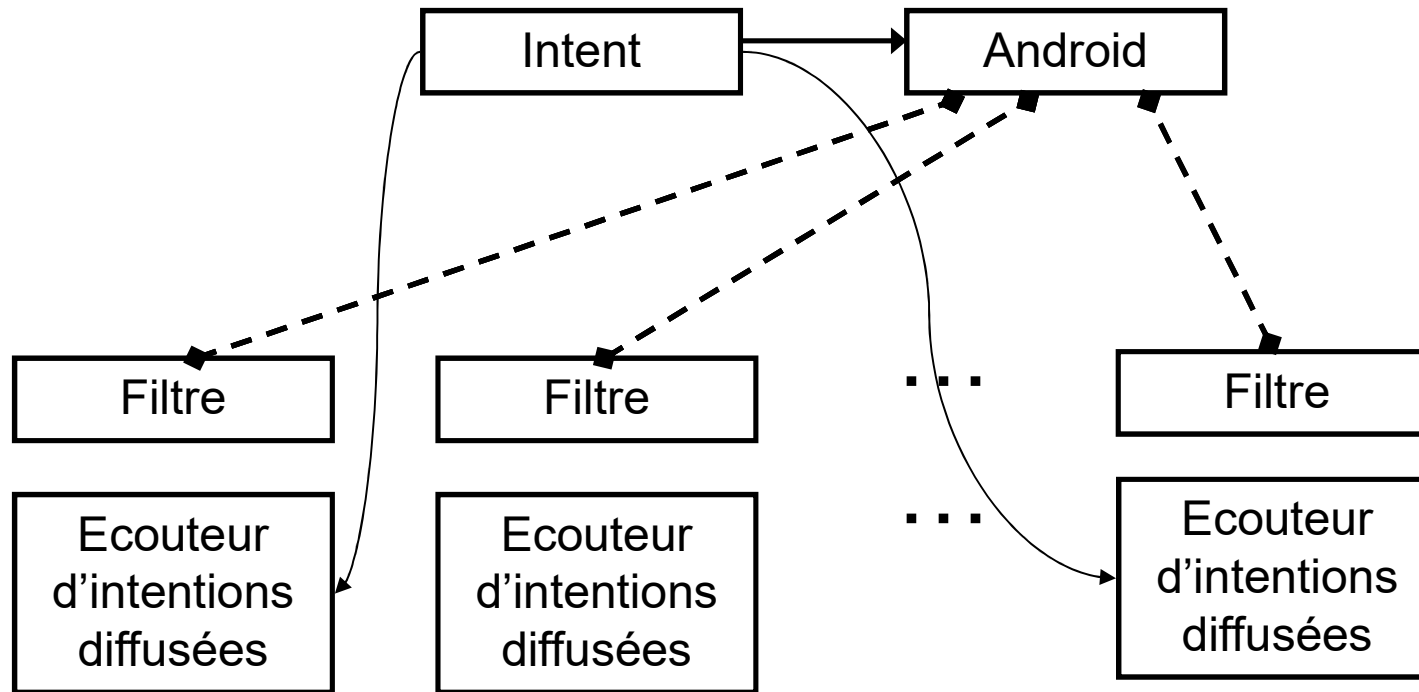 Intent
Android
Filtre
Filtre
...
Filtre
Ecouteur
d’intentions
diffusées
Ecouteur
d’intentions
diffusées
...
Ecouteur
d’intentions
diffusées